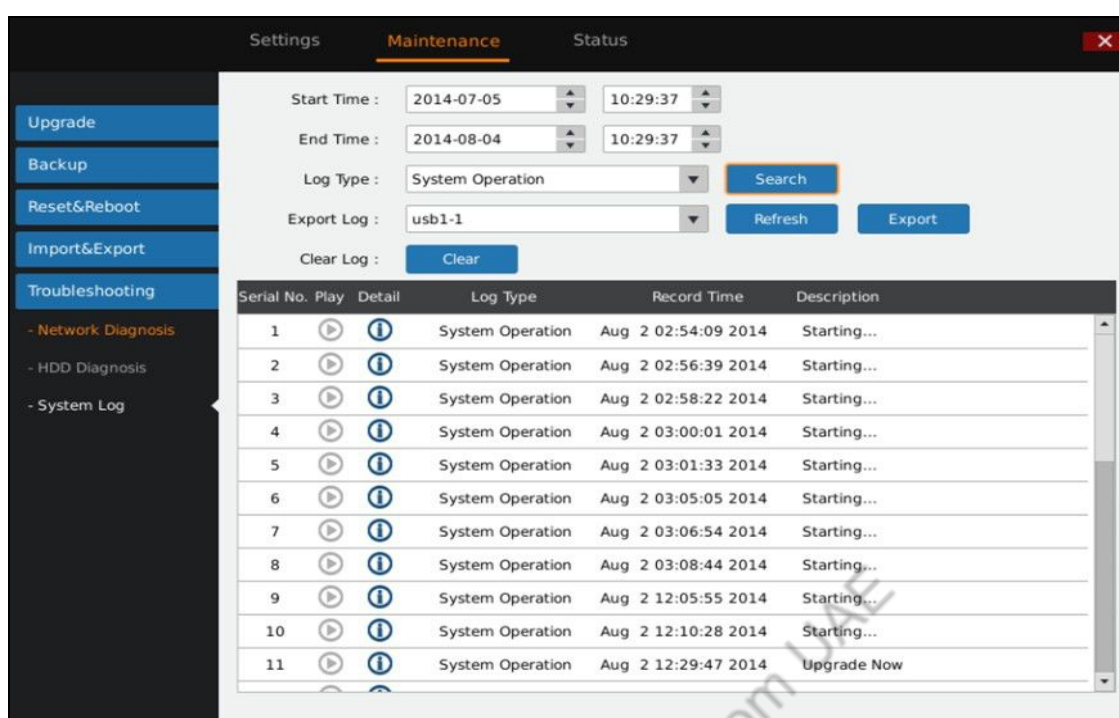 Settings Maintenance Status
Start Time : 2014-07-05 10:29:37
Upgrade
End Time : 2014-08-04 10:29:37
Backup
Log Type : System Operation Search
Reset&Reboot
Export Log : usb1-1 Refresh Export
Import&Export
Clear Log : Clear
Troubleshooting
Serial No. Play Detail Log Type Record Time Description
- Network Diagnosis
1 System Operation Aug 2 02:54:09 2014 Starting...
2 System Operation Aug 2 02:56:39 2014 Starting...
- HDD Diagnosis
3 System Operation Aug 2 02:58:22 2014 Starting...
- System Log
4 System Operation Aug 2 03:00:01 2014 Starting...
5 System Operation Aug 2 03:01:33 2014 Starting...
6 System Operation Aug 2 03:05:05 2014 Starting...
7 System Operation Aug 2 03:06:54 2014 Starting...
8 System Operation Aug 2 03:08:44 2014 Starting...
9 System Operation Aug 2 12:05:55 2014 Starting...
10 System Operation Aug 2 12:10:28 2014 Starting...
11 System Operation Aug 2 12:29:47 2014 Upgrade Now
UAE